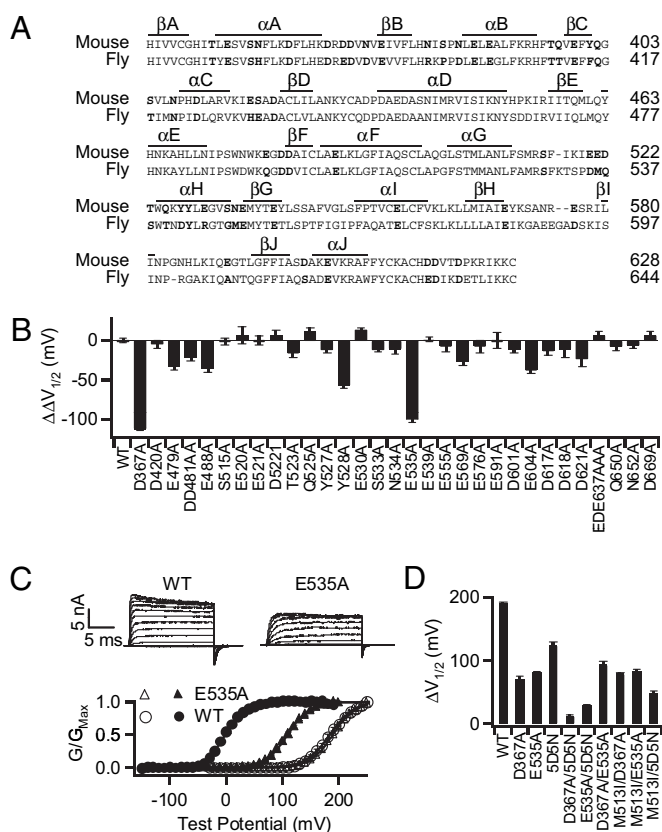 A
βA αA βB αB βC
Mouse HIVVCGHITLESVSNFLKDFLHKDRDDVNVEIVFLHNISPNLELEALFKRHFTQVEFYQG 403
Fly HIVVCGHITYESVSHFLKDFLHEDREDVDVEVVFLHRKPPDLELEGLFKRHFTTVEFFQG 417
αC βD αD βE
Mouse SVLNPHDLARVKIESADACLILANKYCADPDAEDASNIMRVISIKNYHPKIRIITQMLQY 463
Fly TIMNPIDLQRVKVHEADACLVLANKYCQDPDAEDAANIMRVISIKNYSDDIRVIIQLMQY 477
αE βF αF αG
Mouse HNKAHLLNIPSWNWKEGDDAICLAELKLGFIAQSCLAQGLSTMLANLFSMRSF-IKIEED 522
Fly HNKAYLLNIPSWDWKQGDDVICLAELKLGFIAQSCLAPGFSTMMANLFAMRSFKTSPDMQ 537
αH βG αI βH βI
Mouse TWQKYYLEGVSNEMYTEYLSSAFVGLSFPTVCELCFVKLKLLMIAIEYKSANR--ESRIL 580
Fly SWTNDYLRGTGMEMYTETLSPTFIGIPFAQATELCFSKLKLLLLAIEIKGAEEGADSKIS 597
βJ αJ
Mouse INPGNHLKIQEGTLGFFIASDAKEVKRAFFYCKACHDDVTDPKRIKKC 628
Fly INP-RGAKIQANTQGFFIAQSADEVKRAWFYCKACHEDIKDETLIKKC 644
B
ΔΔV1/2 (mV)
0
-50
-100
WT D367A D420A E479A DD481AA E488A S515A E520A E521A D522I T523A Q525A Y527A Y528A E530A S533A N534A E535A E539A E555A E569A E576A E591A D601A E604A D617A D618A D621A EDE637AAA Q650A N652A D669A
C
WT E535A
5 nA
5 ms
G/GMax
1.0
0.5
0.0
△ ▲ E535A
○ ● WT
-100 0 100 200
Test Potential (mV)
D
ΔV1/2 (mV)
200
100
0
WT D367A E535A 5D5N D367A/5D5N E535A/5D5N D367A/E535A M513I/D367A M513I/E535A M513I/5D5N